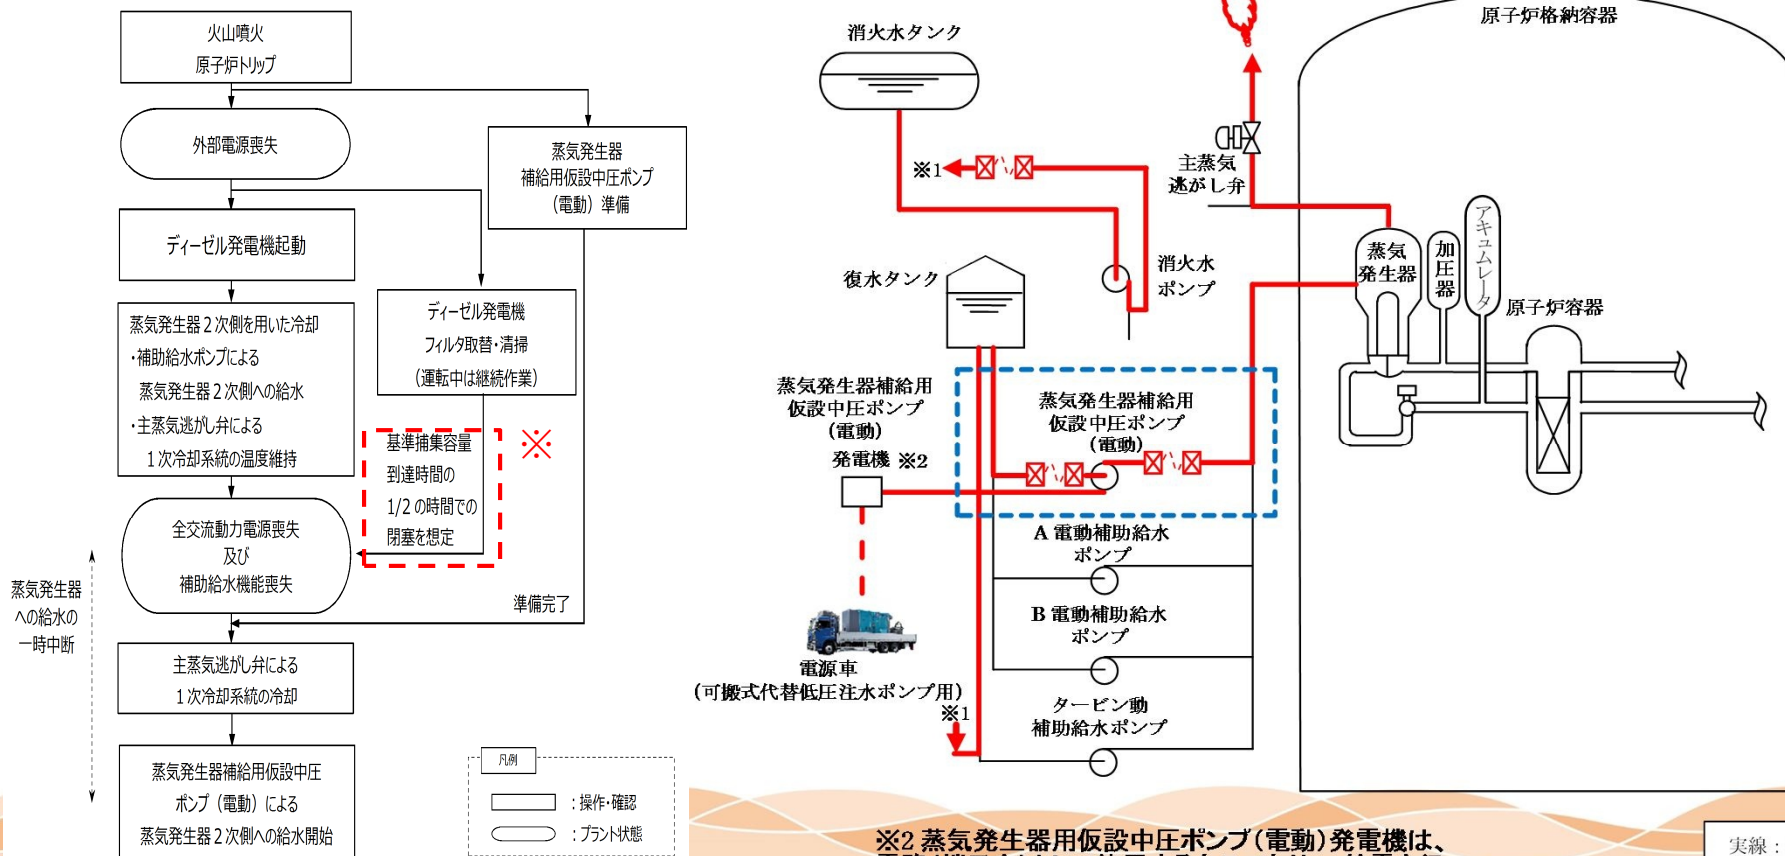 火山噴火
原子炉トリップ
外部電源喪失
蒸気発生器
補給用仮設中圧ポンプ
（電動）準備
ディーゼル発電機起動
ディーゼル発電機
フィルタ取替・清掃
（運転中は継続作業）
蒸気発生器２次側を用いた冷却
・補助給水ポンプによる
蒸気発生器２次側への給水
・主蒸気逃がし弁による
１次冷却系統の温度維持
基準捕集容量
到達時間の
1/2の時間での
閉塞を想定
※
全交流動力電源喪失
及び
補助給水機能喪失
蒸気発生器
への給水の
一時中断
準備完了
主蒸気逃がし弁による
１次冷却系統の冷却
蒸気発生器補給用仮設中圧
ポンプ（電動）による
蒸気発生器２次側への給水開始
凡例
：操作・確認
：プラント状態
消火水タンク
※1
主蒸気
逃がし弁
原子炉格納容器
復水タンク
消火水
ポンプ
蒸気
発生器
加圧器
アキュムレータ
原子炉容器
蒸気発生器補給用
仮設中圧ポンプ
（電動）
発電機 ※2
蒸気発生器補給用
仮設中圧ポンプ
（電動）
A 電動補助給水
ポンプ
B 電動補助給水
ポンプ
電源車
（可搬式代替低圧注水ポンプ用）
※1
タービン動
補助給水ポンプ
※2 蒸気発生器用仮設中圧ポンプ（電動）発電機は、
実線：